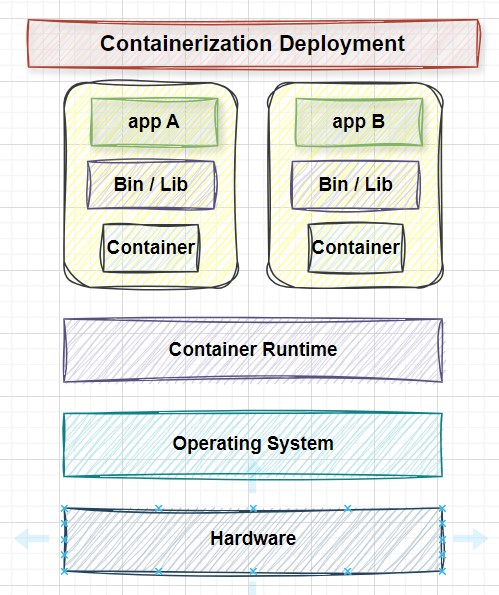 Containerization Deployment
app A
app B
Bin / Lib
Bin / Lib
Container
Container
Container Runtime
Operating System
Hardware